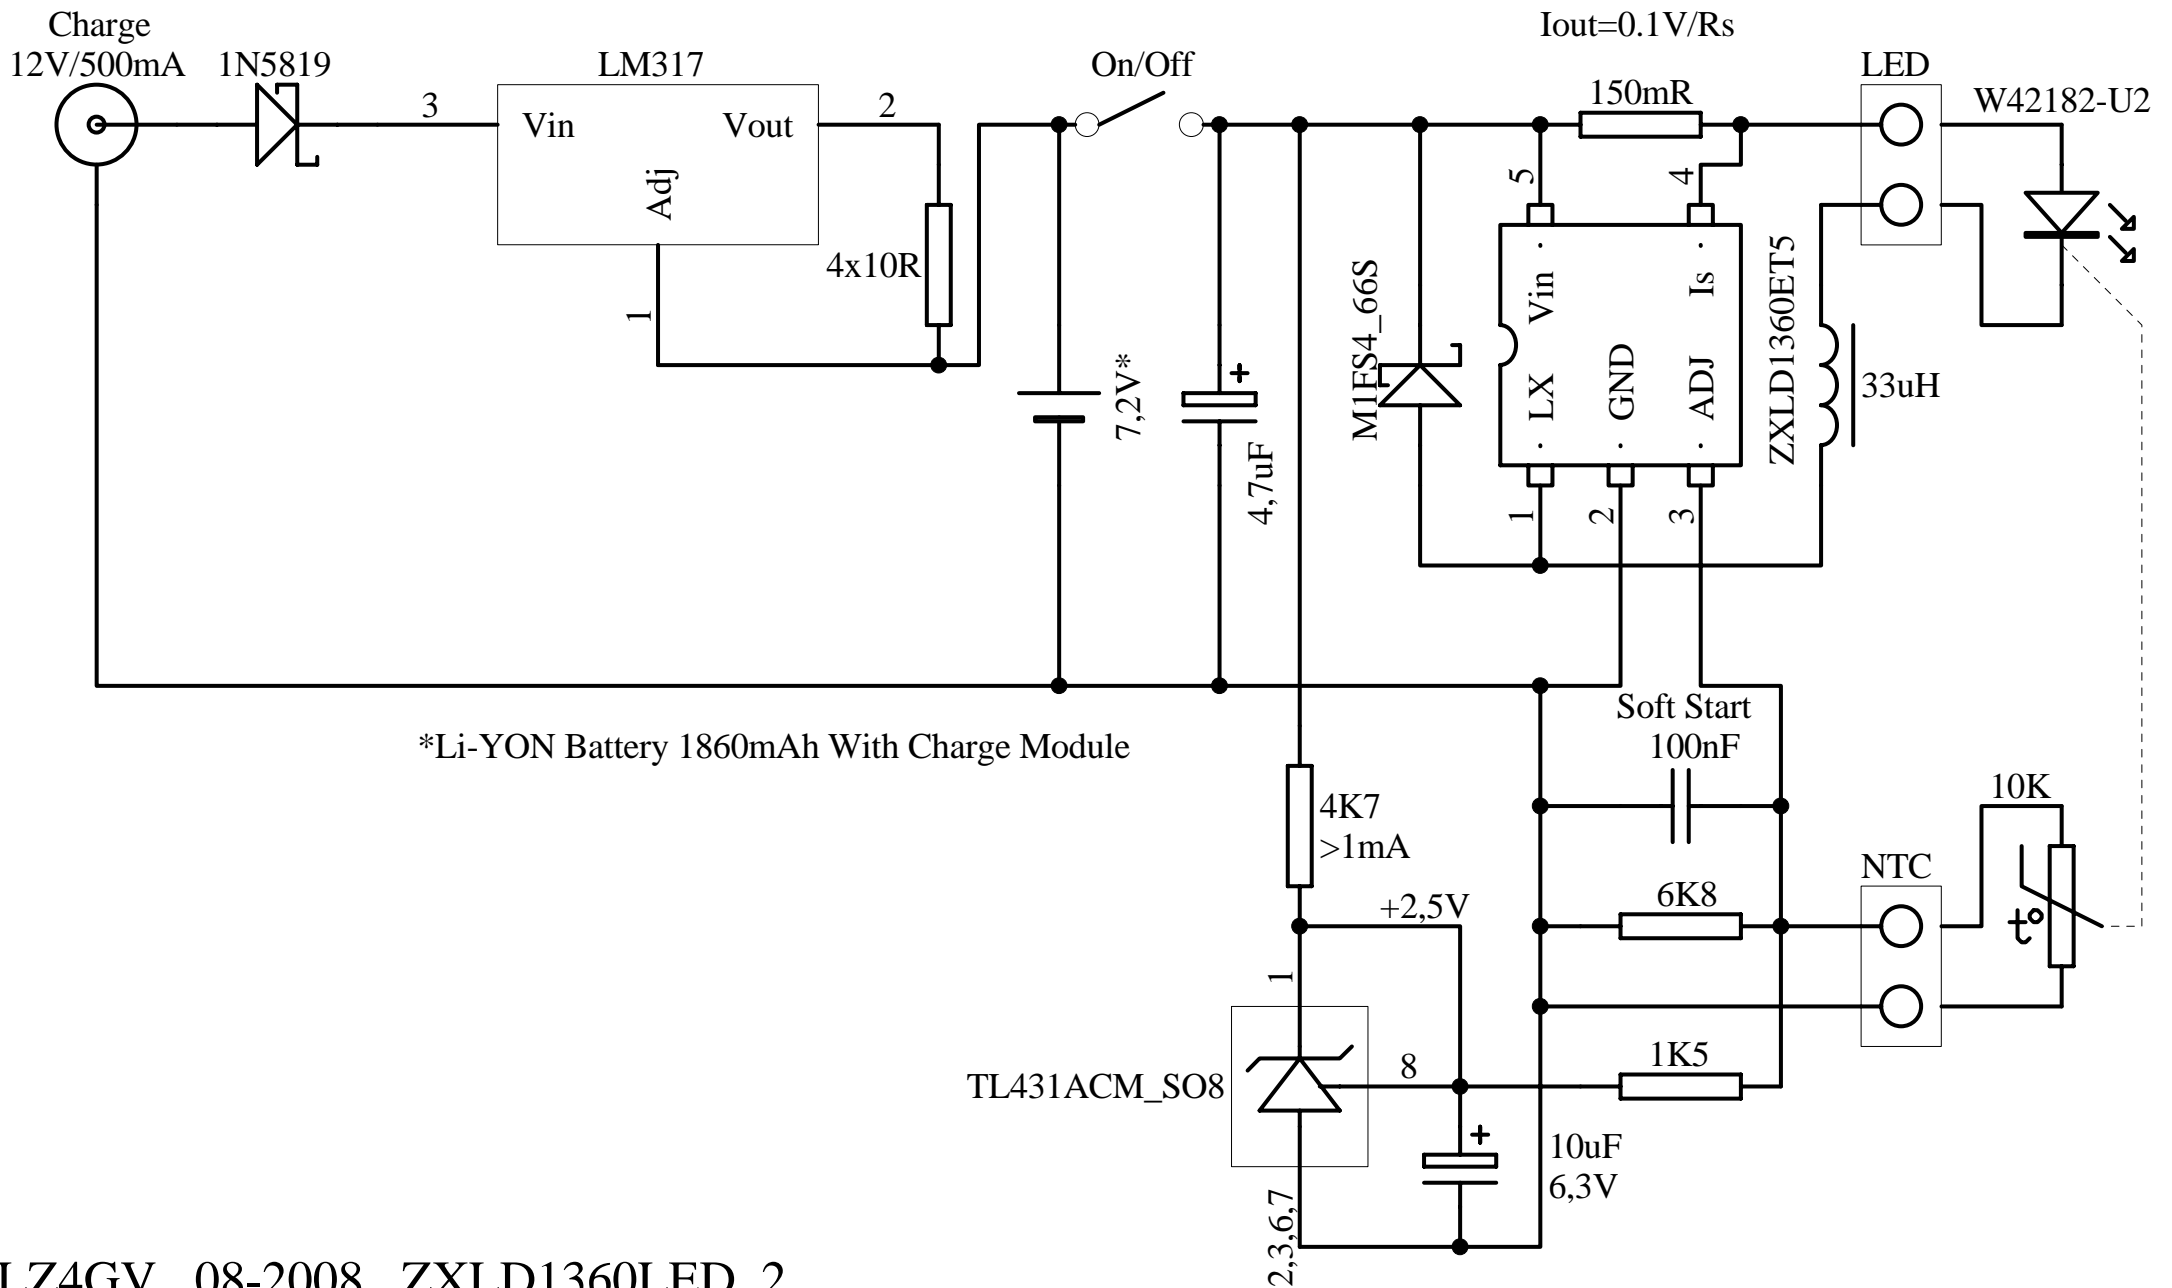 Charge
12V/500mA
1N5819
3
LM317
Vin
Vout
Adj
2
1
4x10R
On/Off
7,2V*
4,7uF
Iout=0.1V/Rs
150mR
LED
W42182-U2
5
4
M1FS4_66S
Vin
Is
LX
GND
ADJ
ZXLD1360ET5
33uH
1
2
3
*Li-YON Battery 1860mAh With Charge Module
Soft Start
100nF
4K7
>1mA
10K
NTC
6K8
t°
+2,5V
1
TL431ACM_SO8
8
1K5
10uF
6,3V
2,3,6,7
LZ4GV 08-2008 ZXLD1360LED_2